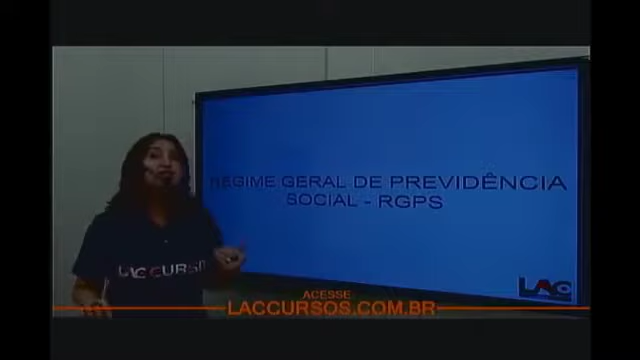 REGIME GERAL DE PREVIDÊNCIA
SOCIAL - RGPS
LACCURSOS
LAC
ACESSE
LACCURSOS.COM.BR